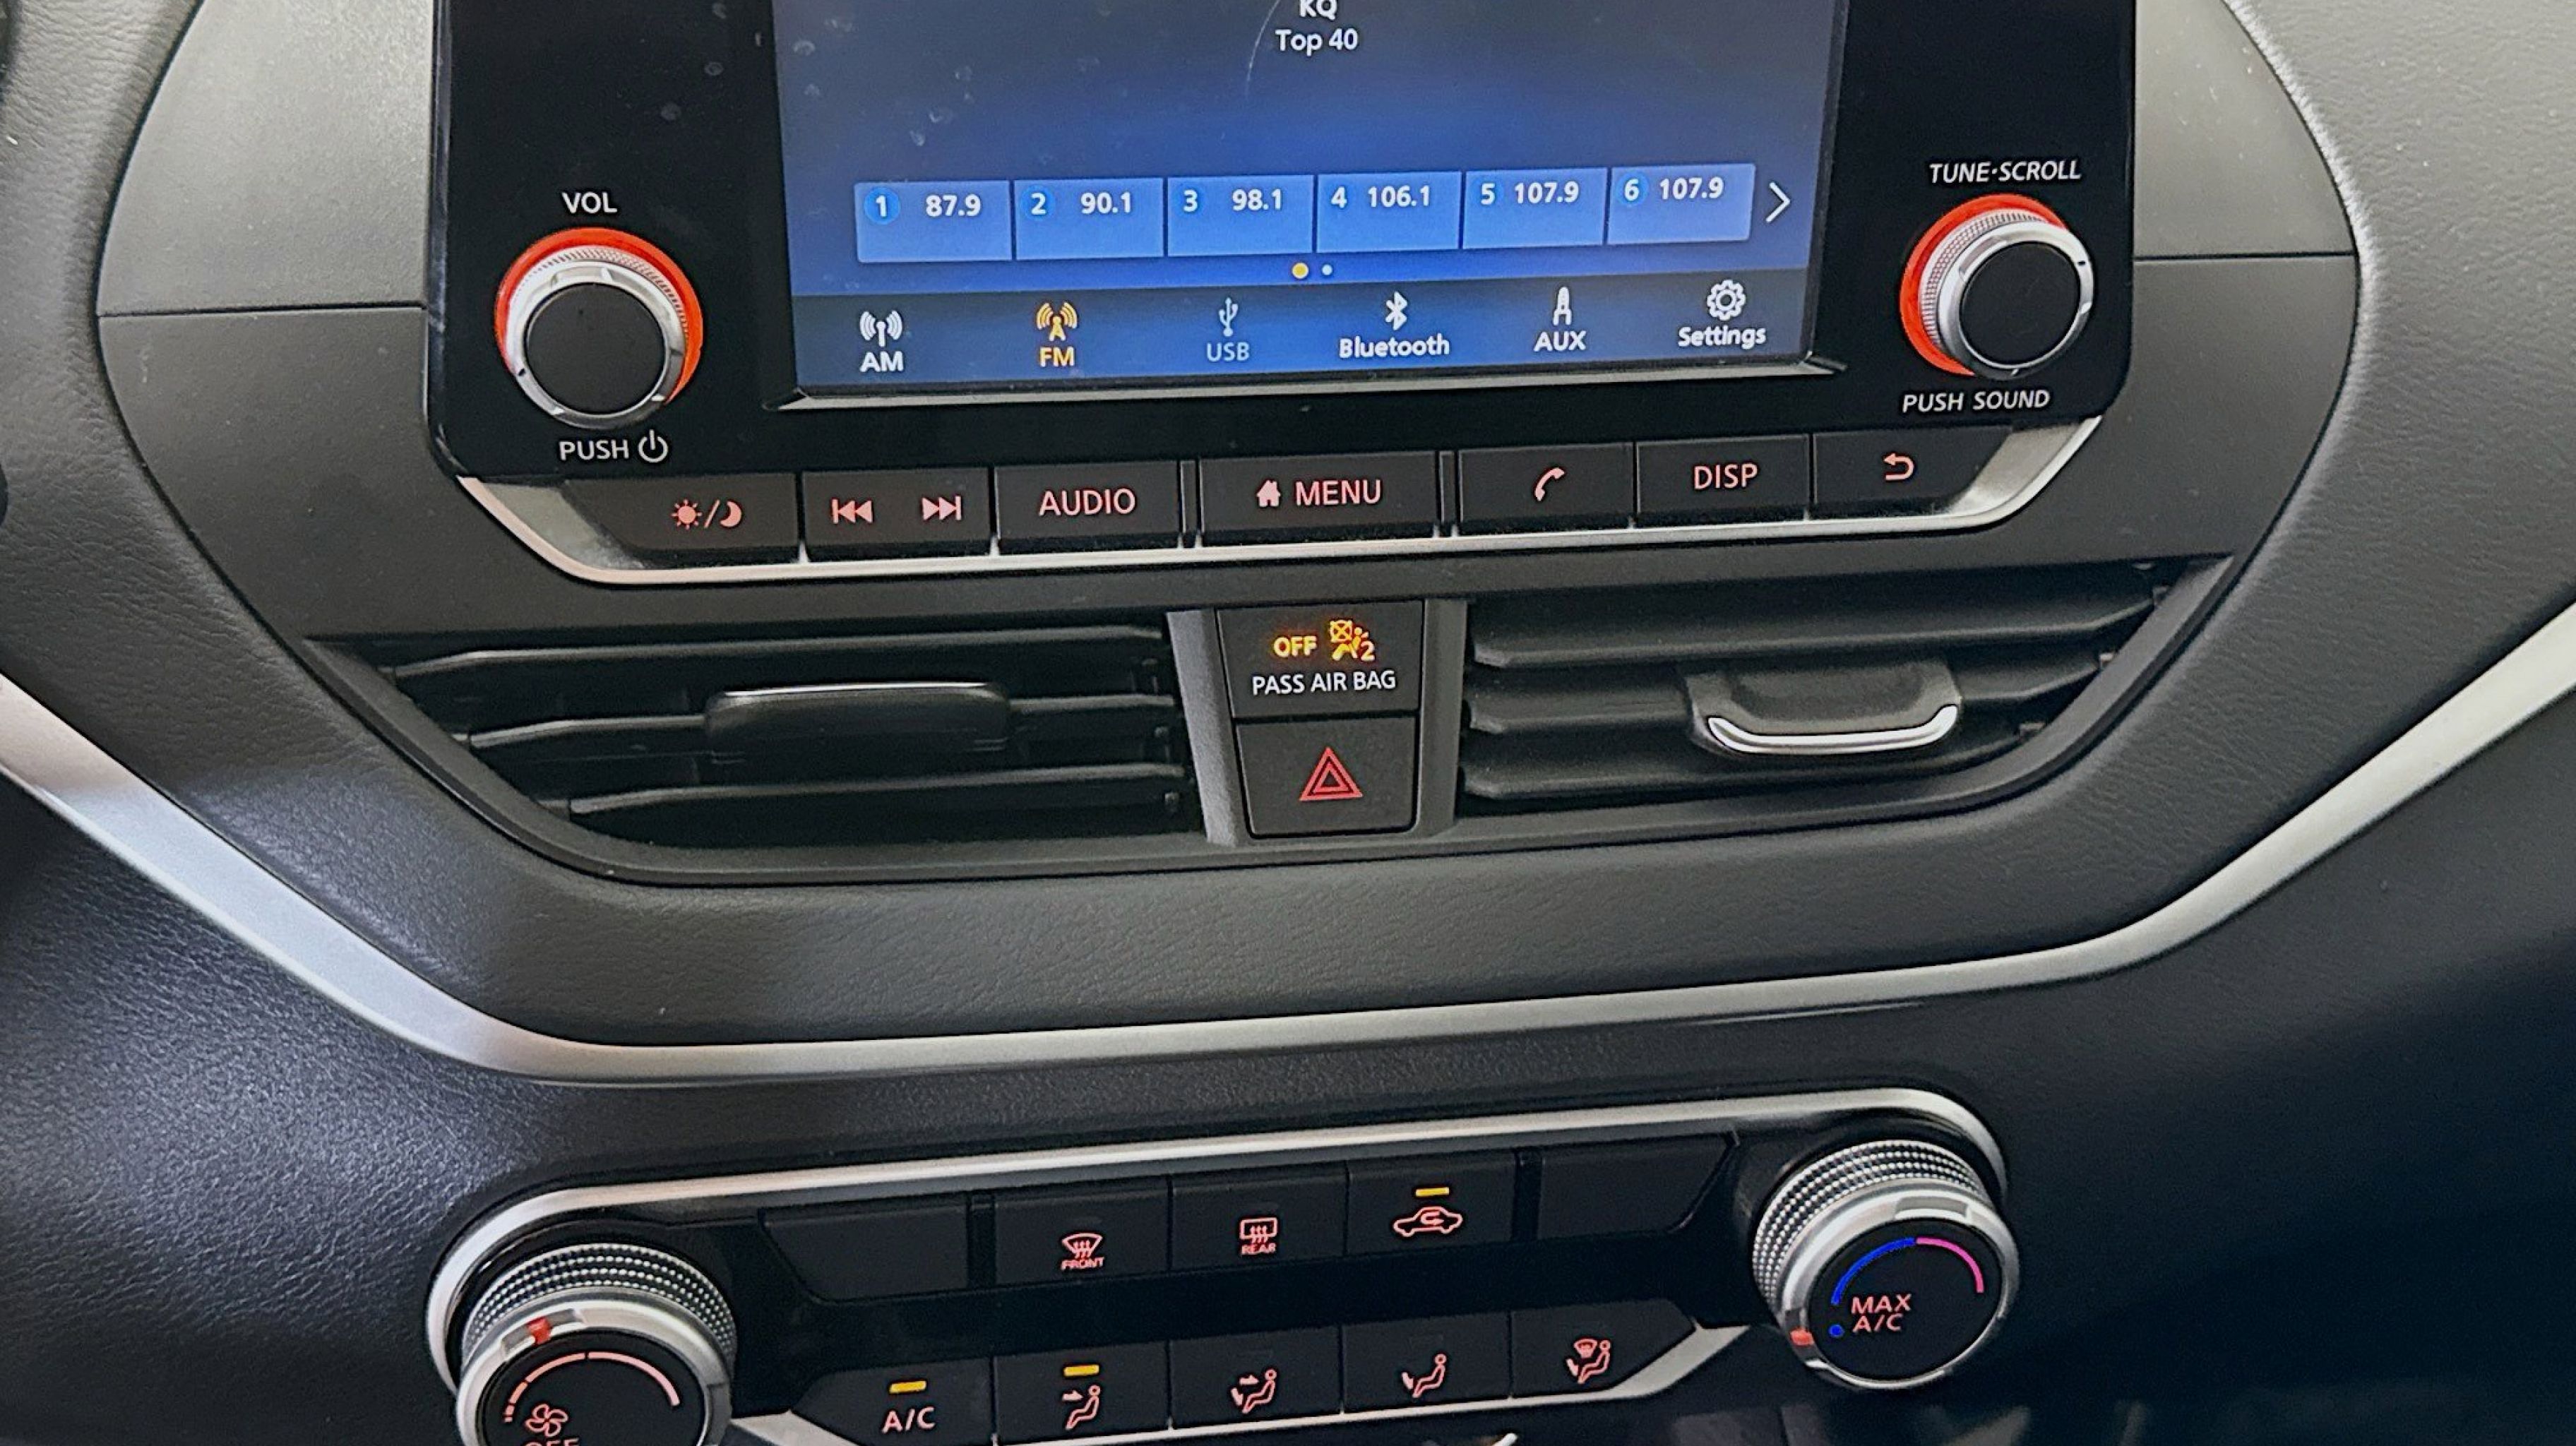 KQ
Top 40
VOL
TUNE·SCROLL
1 87.9 2 90.1 3 98.1 4 106.1 5 107.9 6 107.9
AM FM USB Bluetooth AUX Settings
PUSH
PUSH SOUND
AUDIO MENU DISP
OFF 2
PASS AIR BAG
FRONT REAR
MAX
A/C
A/C
OFF